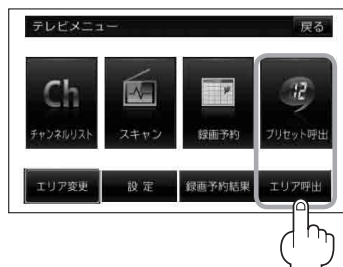 テレビメニュー
戻る
Ch
12
チャンネルリスト
スキャン
録画予約
プリセット呼出
エリア変更
設定
録画予約結果
エリア呼出